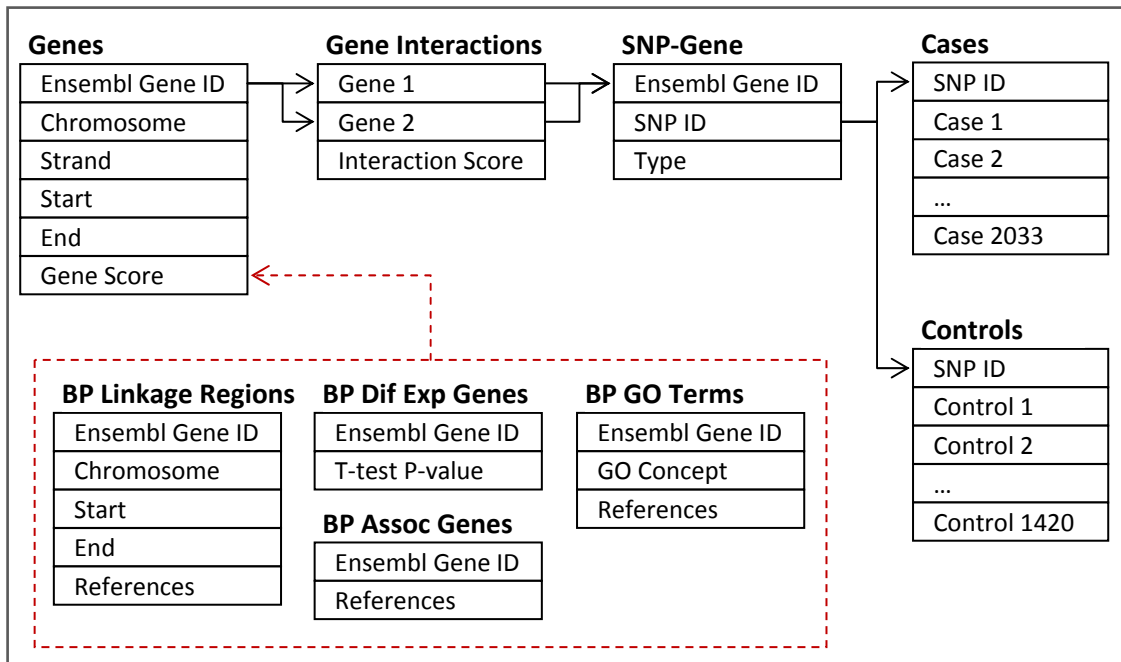 Genes
Ensembl Gene ID
Chromosome
Strand
Start
End
Gene Score
Gene Interactions
Gene 1
Gene 2
Interaction Score
SNP-Gene
Ensembl Gene ID
SNP ID
Type
Cases
SNP ID
Case 1
Case 2
...
Case 2033
Controls
SNP ID
Control 1
Control 2
...
Control 1420
BP Linkage Regions
Ensembl Gene ID
Chromosome
Start
End
References
BP Dif Exp Genes
Ensembl Gene ID
T-test P-value
BP Assoc Genes
Ensembl Gene ID
References
BP GO Terms
Ensembl Gene ID
GO Concept
References